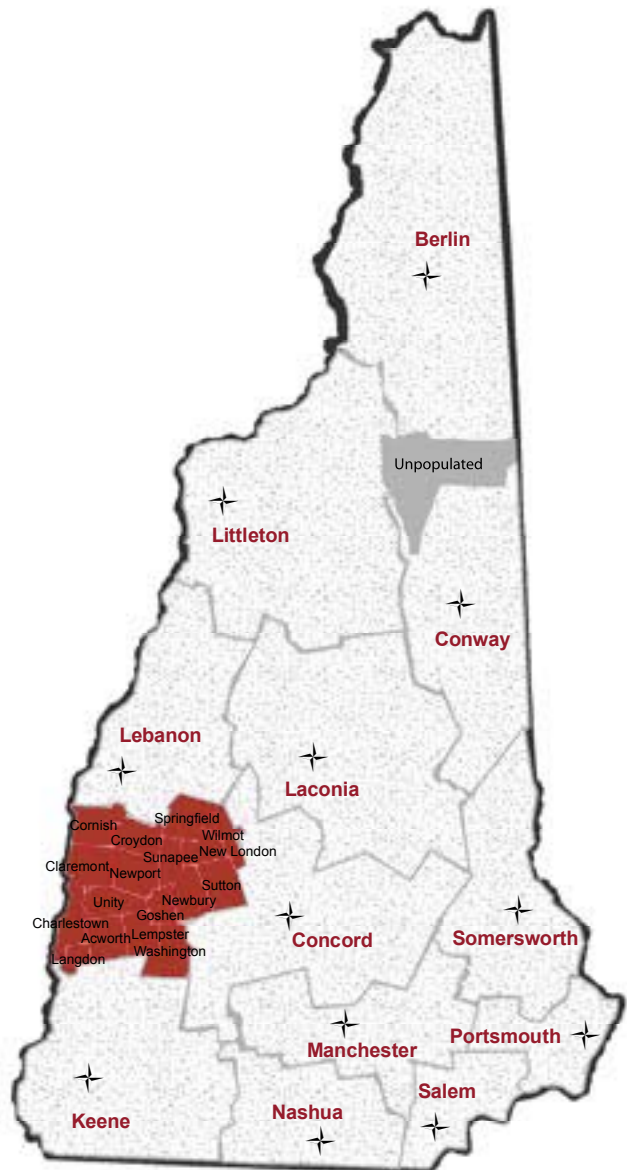 Berlin
Unpopulated
Littleton
Conway
Lebanon
Laconia
Springfield
Cornish
Wilmot
Croydon
New London
Sunapee
Claremont
Newport
Sutton
Unity
Newbury
Goshen
Charlestown
Lempster
Acworth
Washington
Langdon
Concord
Somersworth
Portsmouth
Manchester
Salem
Nashua
Keene